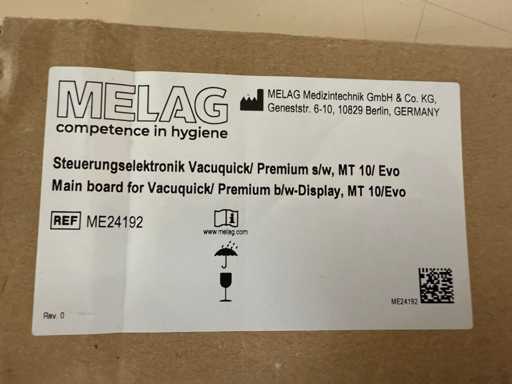 MELAG
competence in hygiene
MELAG Medizintechnik GmbH & Co. KG,
Geneststr. 6-10, 10829 Berlin, GERMANY
Steuerungselektronik Vacuquick/ Premium s/w, MT 10/ Evo
Main board for Vacuquick/ Premium b/w-Display, MT 10/Evo
REF ME24192
www.melag.com
Rev. 0
ME24192